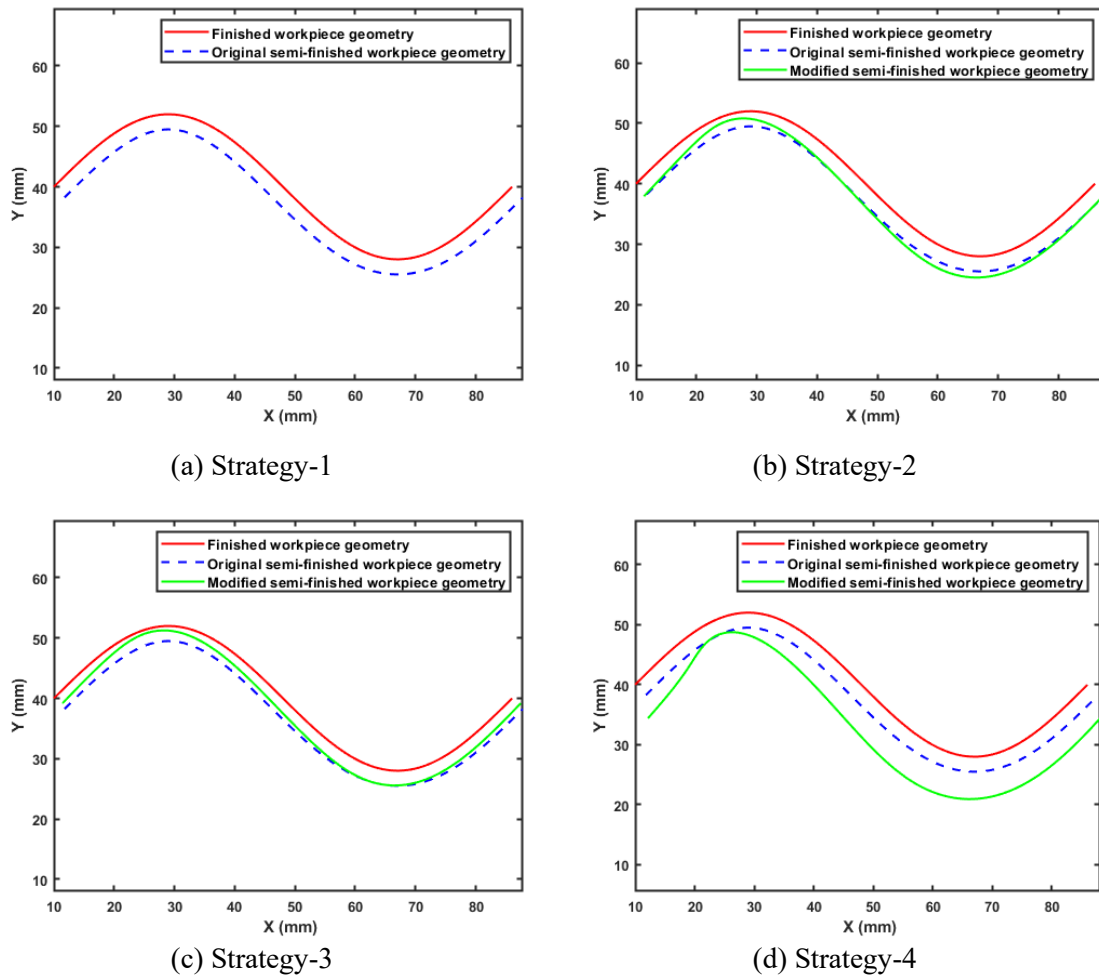 Finished workpiece geometry
Original semi-finished workpiece geometry
60
50
40
30
20
10
Y (mm)
10 20 30 40 50 60 70 80
X (mm)
(a) Strategy-1
Finished workpiece geometry
Original semi-finished workpiece geometry
Modified semi-finished workpiece geometry
60
50
40
30
20
10
Y (mm)
10 20 30 40 50 60 70 80
X (mm)
(b) Strategy-2
Finished workpiece geometry
Original semi-finished workpiece geometry
Modified semi-finished workpiece geometry
60
50
40
30
20
10
Y (mm)
10 20 30 40 50 60 70 80
X (mm)
(c) Strategy-3
Finished workpiece geometry
Original semi-finished workpiece geometry
Modified semi-finished workpiece geometry
60
50
40
30
20
10
Y (mm)
10 20 30 40 50 60 70 80
X (mm)
(d) Strategy-4